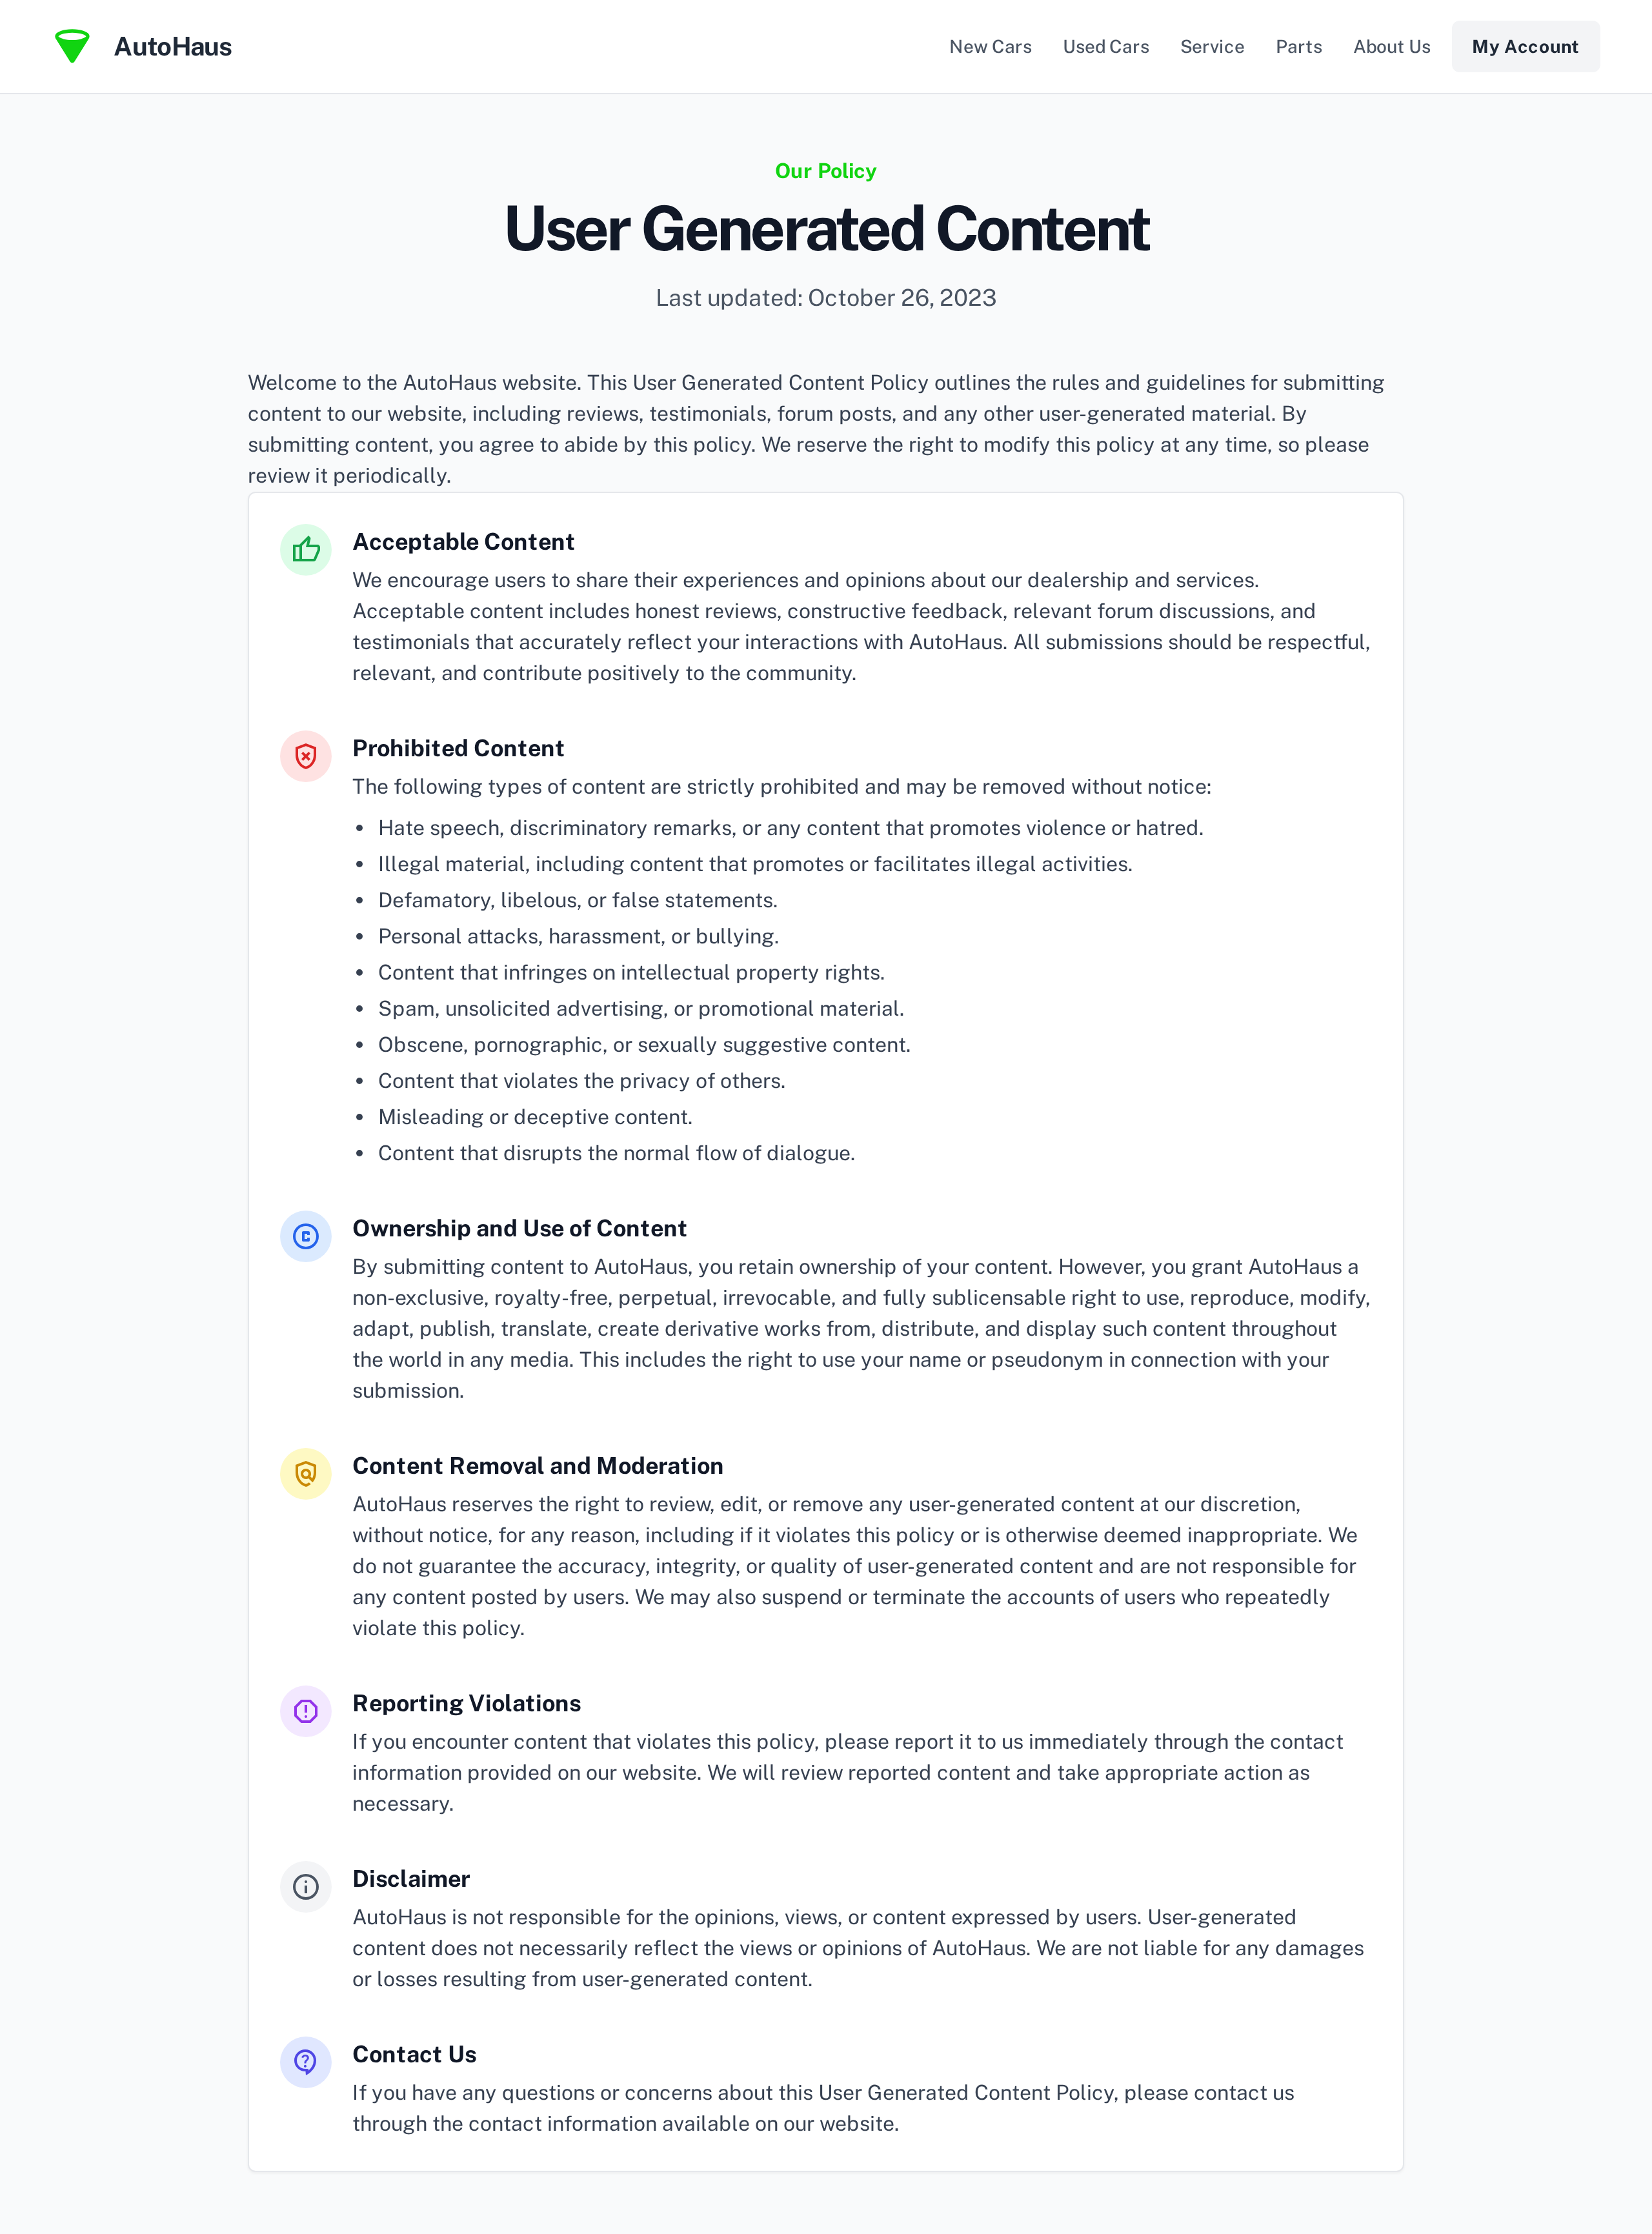 AutoHaus
New Cars
Used Cars
Service
Parts
About Us
My Account
Our Policy
User Generated Content
Last updated: October 26, 2023
Welcome to the AutoHaus website. This User Generated Content Policy outlines the rules and guidelines for submitting
content to our website, including reviews, testimonials, forum posts, and any other user-generated material. By
submitting content, you agree to abide by this policy. We reserve the right to modify this policy at any time, so please
review it periodically.
Acceptable Content
We encourage users to share their experiences and opinions about our dealership and services.
Acceptable content includes honest reviews, constructive feedback, relevant forum discussions, and
testimonials that accurately reflect your interactions with AutoHaus. All submissions should be respectful,
relevant, and contribute positively to the community.
Prohibited Content
The following types of content are strictly prohibited and may be removed without notice:
• Hate speech, discriminatory remarks, or any content that promotes violence or hatred.
• Illegal material, including content that promotes or facilitates illegal activities.
• Defamatory, libelous, or false statements.
• Personal attacks, harassment, or bullying.
• Content that infringes on intellectual property rights.
• Spam, unsolicited advertising, or promotional material.
• Obscene, pornographic, or sexually suggestive content.
• Content that violates the privacy of others.
• Misleading or deceptive content.
• Content that disrupts the normal flow of dialogue.
Ownership and Use of Content
By submitting content to AutoHaus, you retain ownership of your content. However, you grant AutoHaus a
non-exclusive, royalty-free, perpetual, irrevocable, and fully sublicensable right to use, reproduce, modify,
adapt, publish, translate, create derivative works from, distribute, and display such content throughout
the world in any media. This includes the right to use your name or pseudonym in connection with your
submission.
Content Removal and Moderation
AutoHaus reserves the right to review, edit, or remove any user-generated content at our discretion,
without notice, for any reason, including if it violates this policy or is otherwise deemed inappropriate. We
do not guarantee the accuracy, integrity, or quality of user-generated content and are not responsible for
any content posted by users. We may also suspend or terminate the accounts of users who repeatedly
violate this policy.
Reporting Violations
If you encounter content that violates this policy, please report it to us immediately through the contact
information provided on our website. We will review reported content and take appropriate action as
necessary.
Disclaimer
AutoHaus is not responsible for the opinions, views, or content expressed by users. User-generated
content does not necessarily reflect the views or opinions of AutoHaus. We are not liable for any damages
or losses resulting from user-generated content.
Contact Us
If you have any questions or concerns about this User Generated Content Policy, please contact us
through the contact information available on our website.